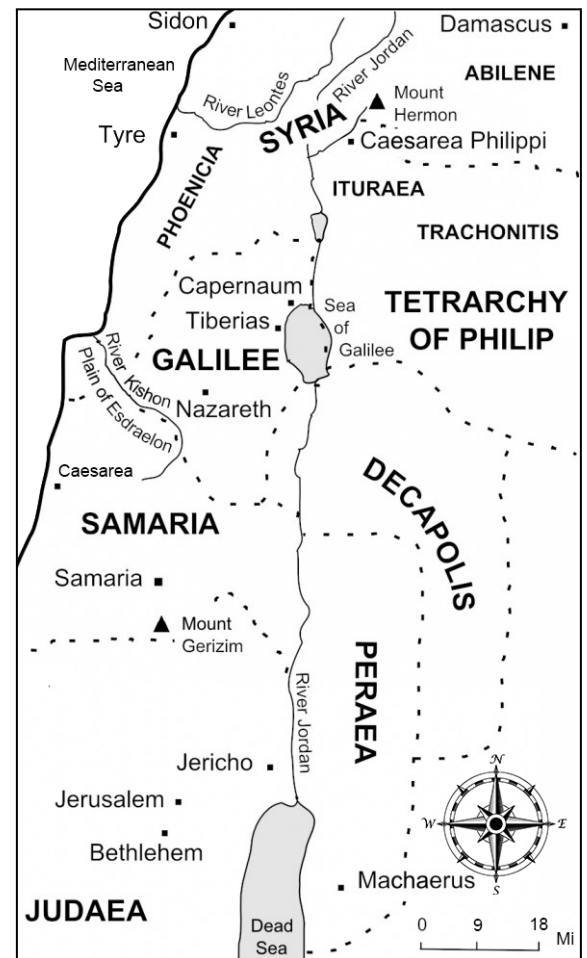 Sidon
Damascus
Mediterranean
Sea
ABILENE
River Leontes
River Jordan
Mount
Hermon
SYRIA
Tyre
Caesarea Philippi
PHOENICIA
ITURAEA
TRACHONITIS
Capernaum
Tiberias
Sea
of
Galilee
TETRARCHY
OF PHILIP
GALILEE
River Kishon
Plain of Esdraelon
Nazareth
Caesarea
DECAPOLIS
SAMARIA
Samaria
Mount
Gerizim
PERAEA
River Jordan
Jericho
Jerusalem
Bethlehem
N
W
E
S
Machaerus
JUDAEA
Dead
Sea
0 9 18
Mi